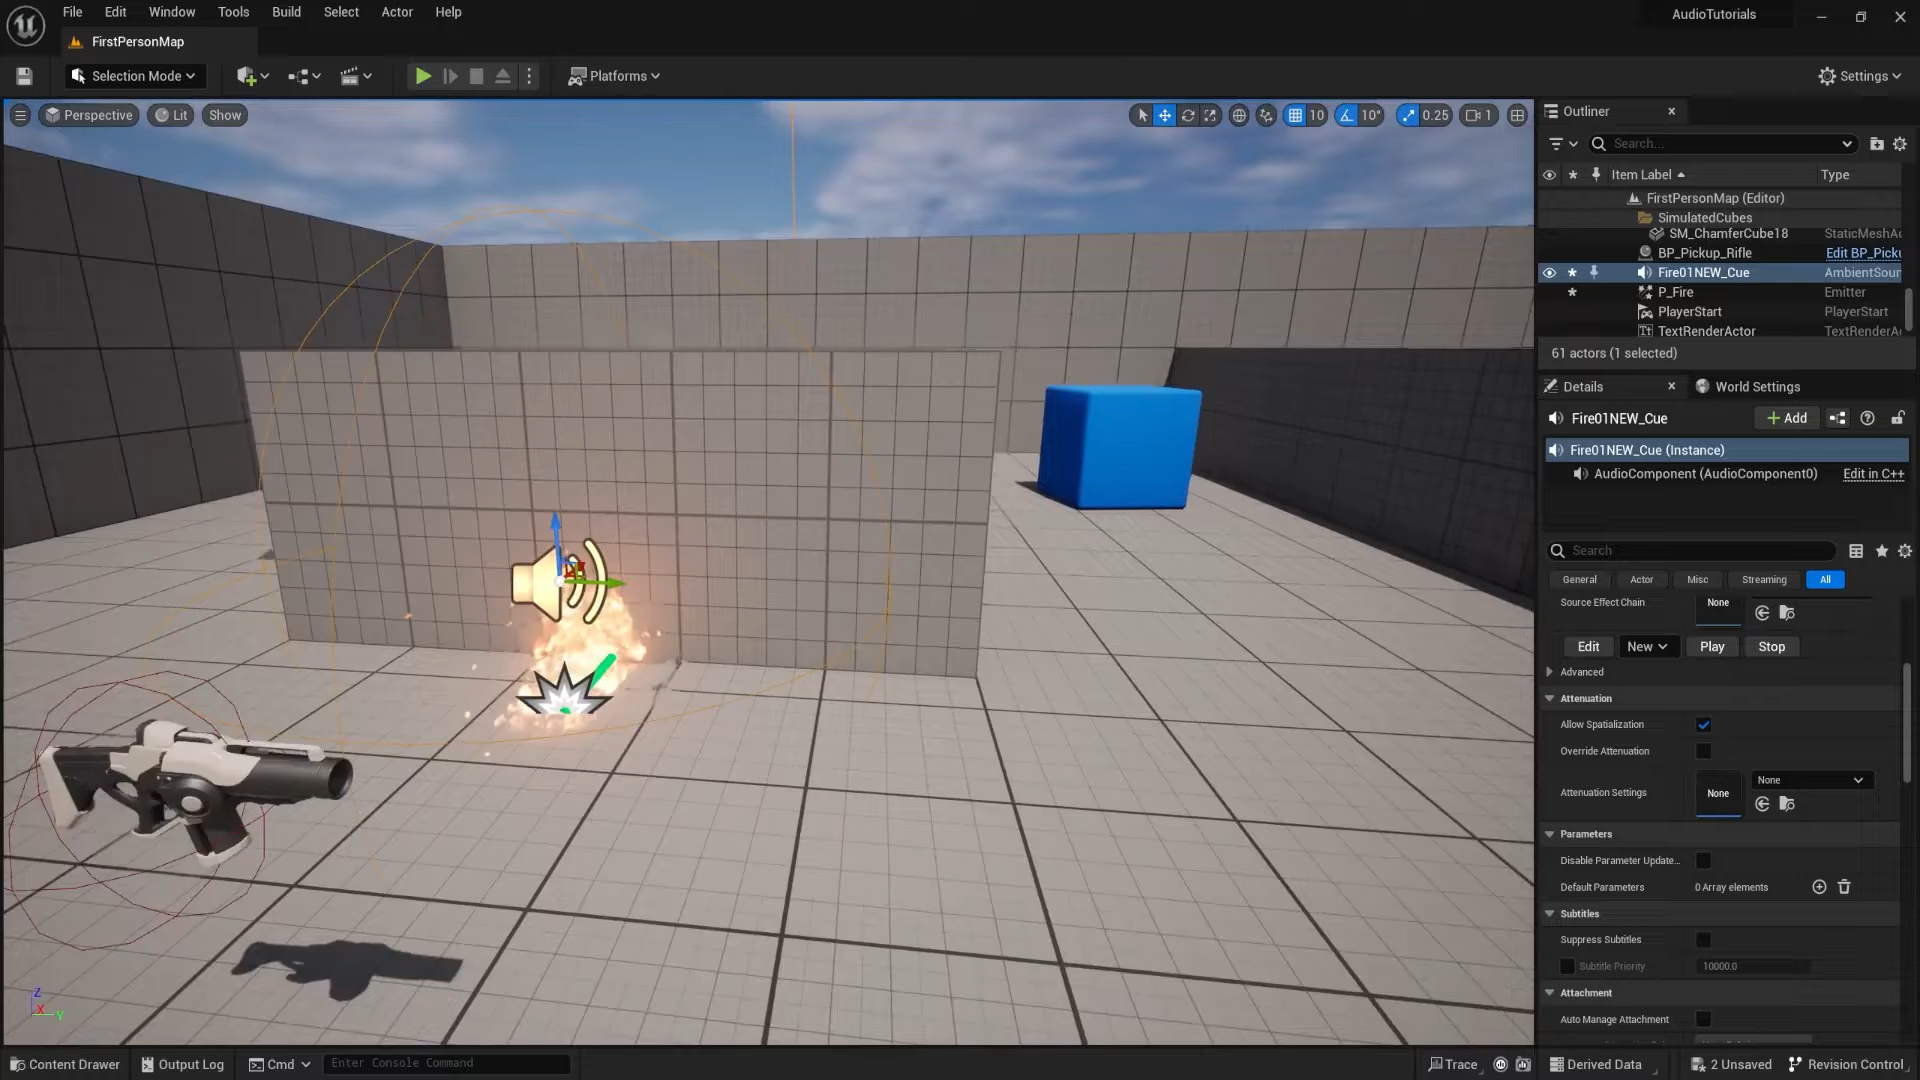 File Edit Window Tools Build Select Actor Help
AudioTutorials
FirstPersonMap
Selection Mode
Platforms
Settings
Perspective Lit Show
10 10° 0.25 1
Outliner
Search...
Item Label Type
FirstPersonMap (Editor)
SimulatedCubes
SM_ChamferCube18 StaticMeshAc
BP_Pickup_Rifle Edit BP_Picku
Fire01NEW_Cue AmbientSoun
P_Fire Emitter
PlayerStart PlayerStart
TextRenderActor TextRenderAc
61 actors (1 selected)
Details World Settings
Fire01NEW_Cue Add
Fire01NEW_Cue (Instance)
AudioComponent (AudioComponent0) Edit in C++
Search
General Actor Misc Streaming All
Source Effect Chain None
Edit New Play Stop
Advanced
Attenuation
Allow Spatialization
Override Attenuation
None
Attenuation Settings None
Parameters
Disable Parameter Update...
Default Parameters 0 Array elements
Subtitles
Suppress Subtitles
Subtitle Priority 10000.0
Attachment
Auto Manage Attachment
Z
X
Y
Content Drawer Output Log Cmd Enter Console Command Trace Derived Data 2 Unsaved Revision Control